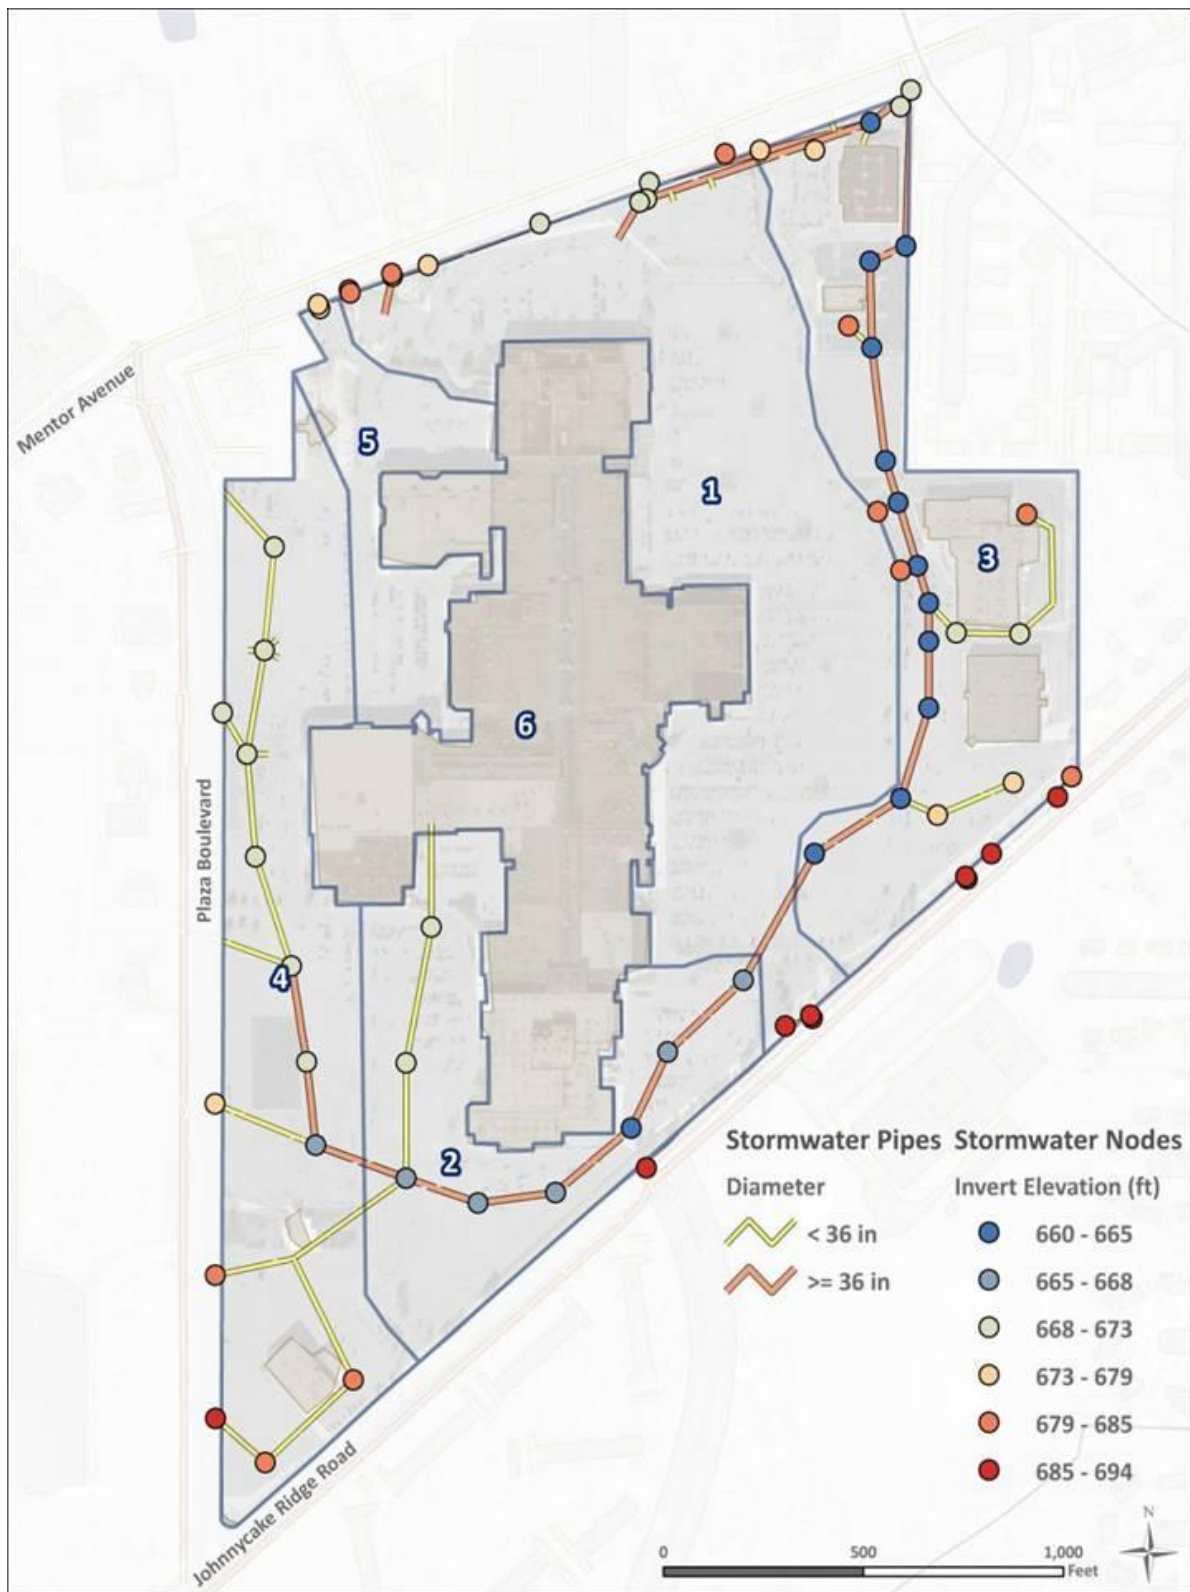 Mentor Avenue
5
1
3
6
Plaza Boulevard
4
2
Stormwater Pipes
Diameter
< 36 in
>= 36 in
Stormwater Nodes
Invert Elevation (ft)
660 - 665
665 - 668
668 - 673
673 - 679
679 - 685
685 - 694
Johnnycake Ridge Road
N
0 500 1,000
Feet